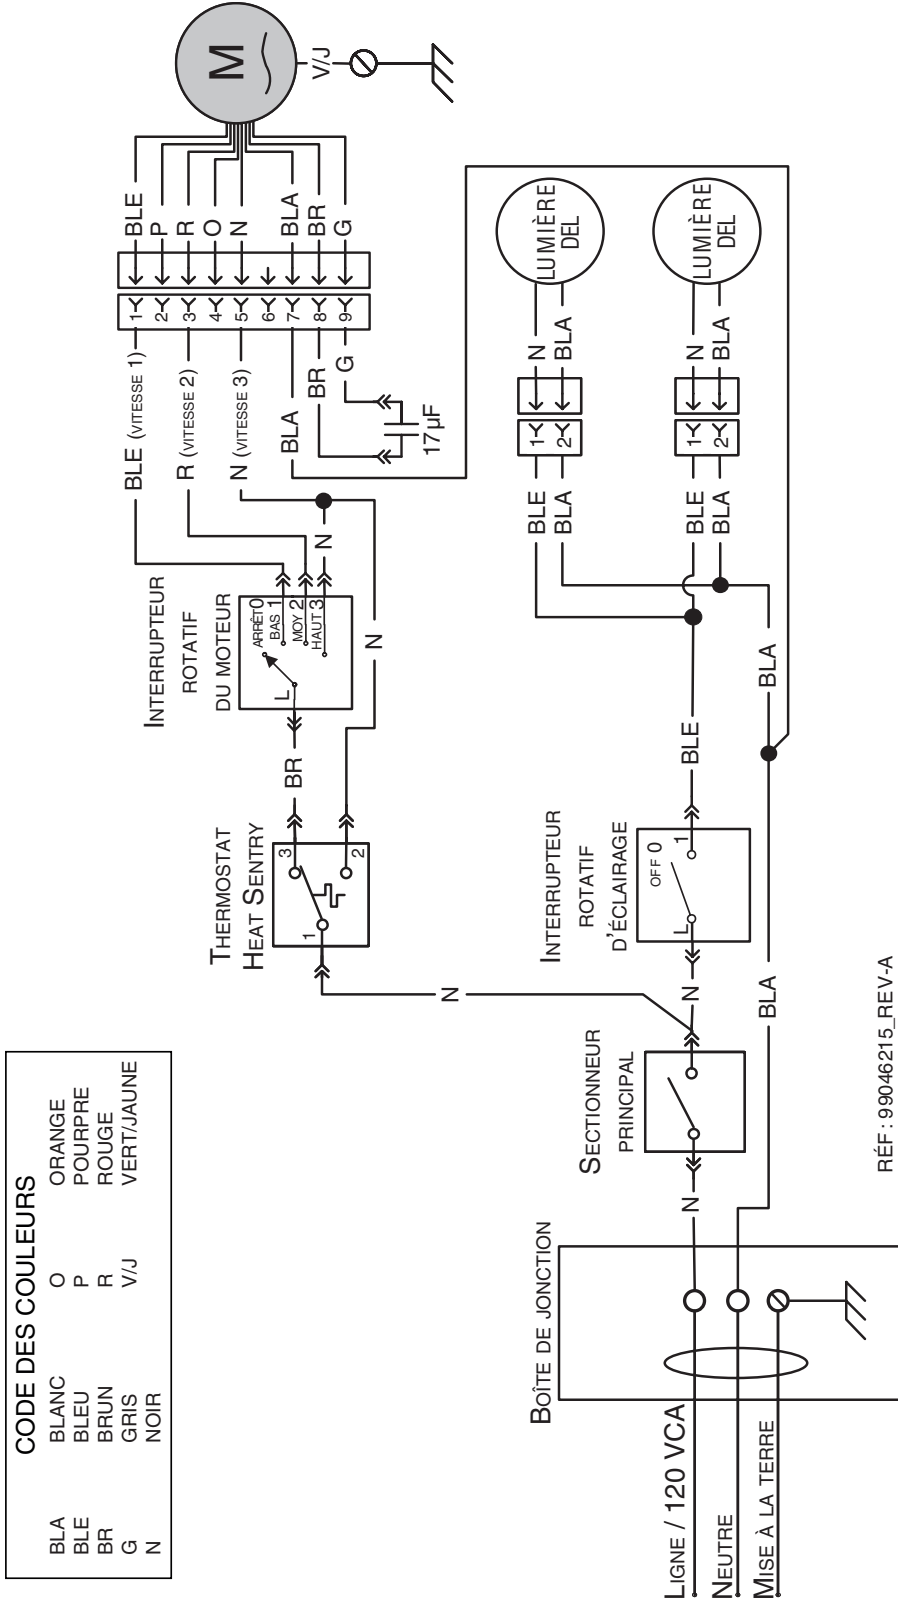 CODE DES COULEURS
BLA BLANC O ORANGE
BLE BLEU P POURPRE
BR BRUN R ROUGE
G GRIS V/J VERT/JAUNE
N NOIR
LIGNE / 120 VCA
NEUTRE
MISE À LA TERRE
BOÎTE DE JONCTION
N
SECTIONNEUR
PRINCIPAL
N
N
BLA
INTERRUPTEUR
ROTATIF
D'ÉCLAIRAGE
L
OFF 0
1
BLE
BLA
THERMOSTAT
HEAT SENTRY
1
3
2
BR
N
INTERRUPTEUR
ROTATIF
DU MOTEUR
L
ARRÊT 0
BAS 1
MOY 2
HAUT 3
N
BLE (VITESSE 1)
R (VITESSE 2)
N (VITESSE 3)
BLA
BR
G
17 µF
1
2
3
4
5
6
7
8
9
BLE
P
R
O
N
BLA
BR
G
M
V/J
BLE
BLA
1
2
N
BLA
LUMIÈRE
DEL
BLE
BLA
1
2
N
BLA
LUMIÈRE
DEL
RÉF : 99046215_REV-A